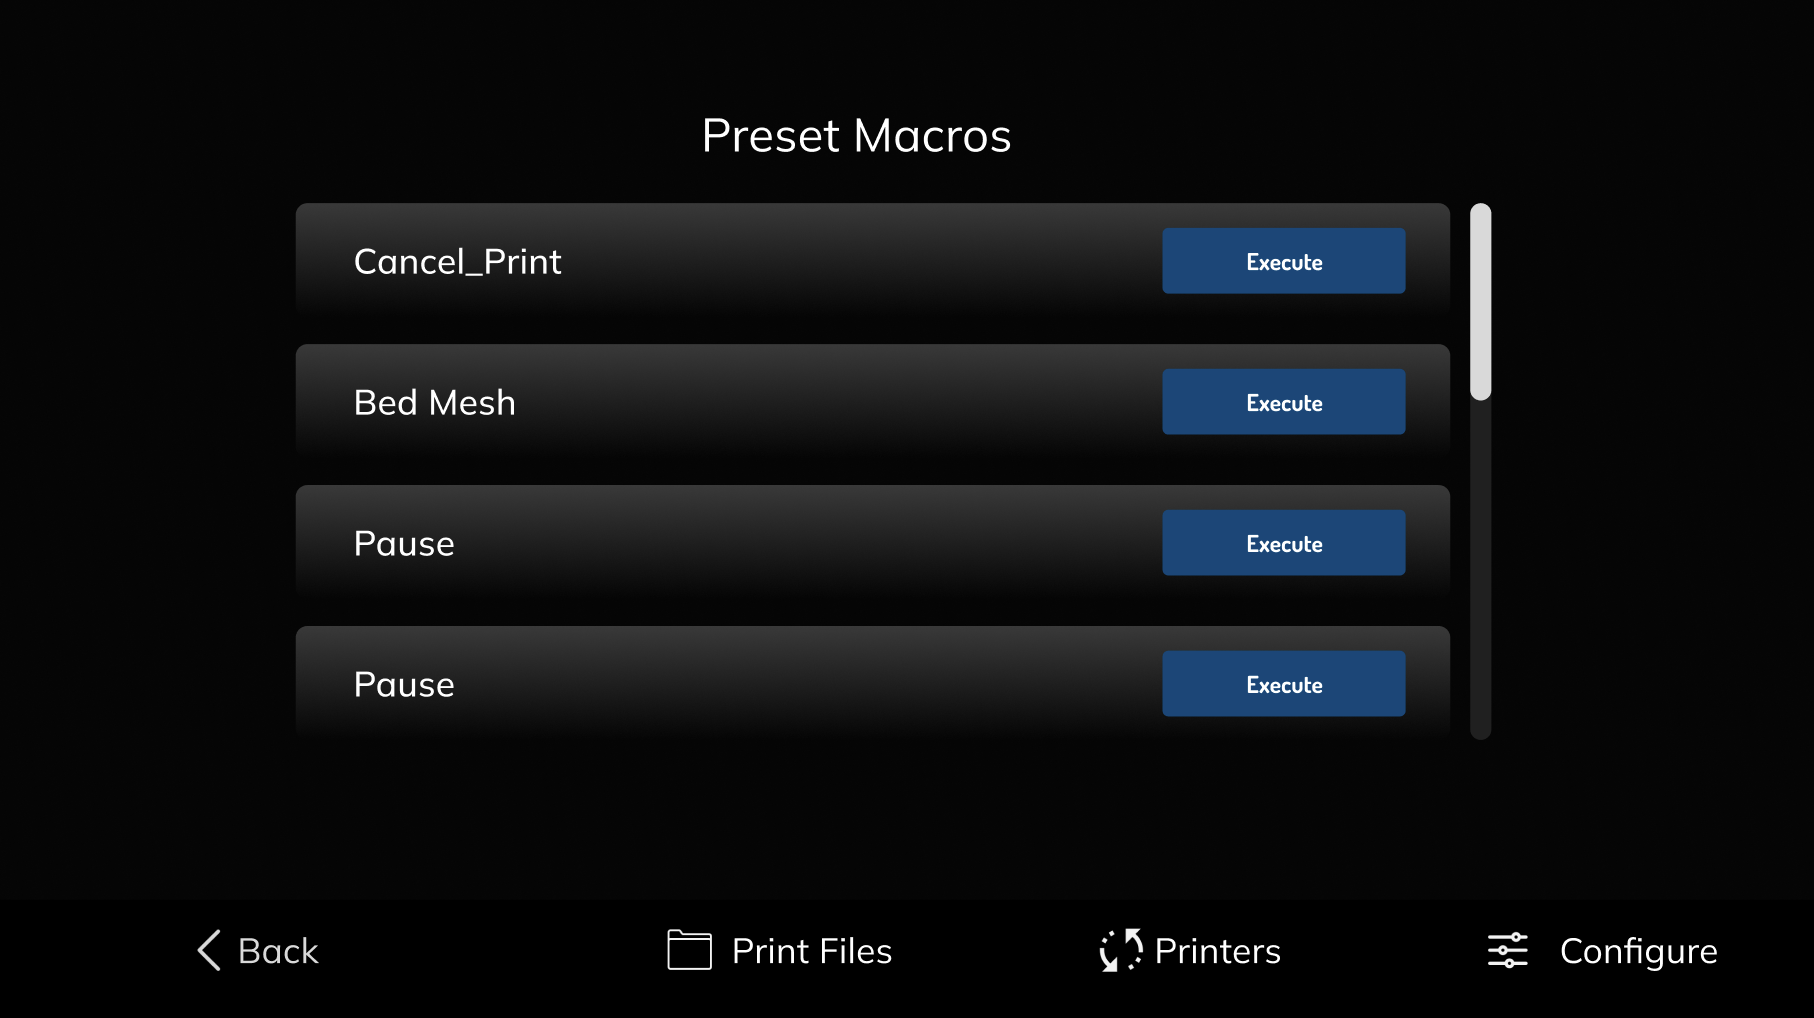 Preset Macros
Cancel_Print
Execute
Bed Mesh
Execute
Pause
Execute
Pause
Execute
Back
Print Files
Printers
Configure